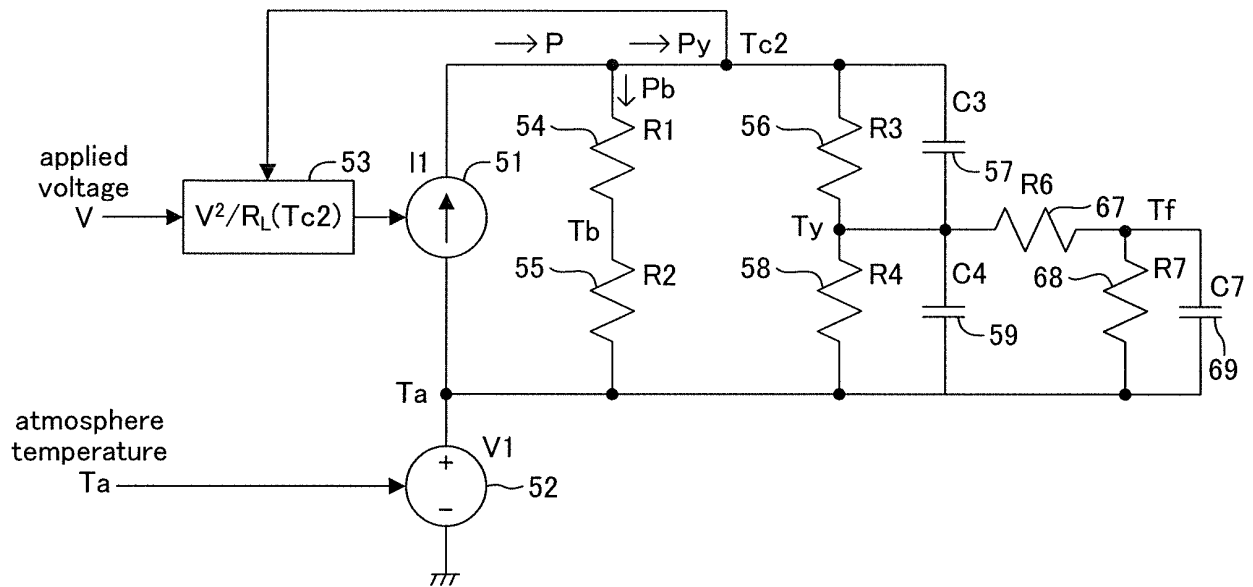 P
Py
Tc2
Pb
C3
54
R1
56
R3
applied
voltage
V
53
I1
51
57
R6
67
V²/RL(Tc2)
Tb
Ty
Tf
55
R2
58
R4
C4
68
R7
C7
59
69
Ta
atmosphere
temperature
Ta
V1
+
−
52